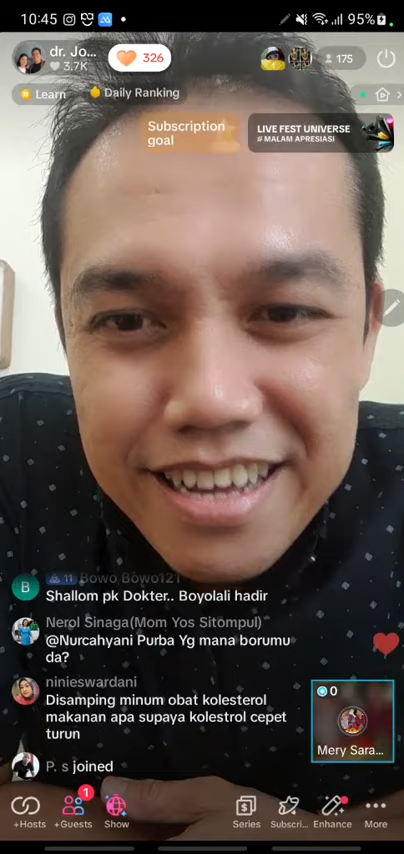 10:45
95%
dr. Jo...
3.7K
326
175
Learn
Daily Ranking
Subscription
goal
LIVE FEST UNIVERSE
# MALAM APRESIASI
B
11 Bowo Bowo121
Shallom pk Dokter.. Boyolali hadir
Nerol Sinaga(Mom Yos Sitompul)
@Nurcahyani Purba Yg mana borumu
da?
ninieswardani
Disamping minum obat kolesterol
makanan apa supaya kolestrol cepet
turun
0
Mery Sara...
P. s joined
1
+Hosts
+Guests
Show
Series
Subscri...
Enhance
More